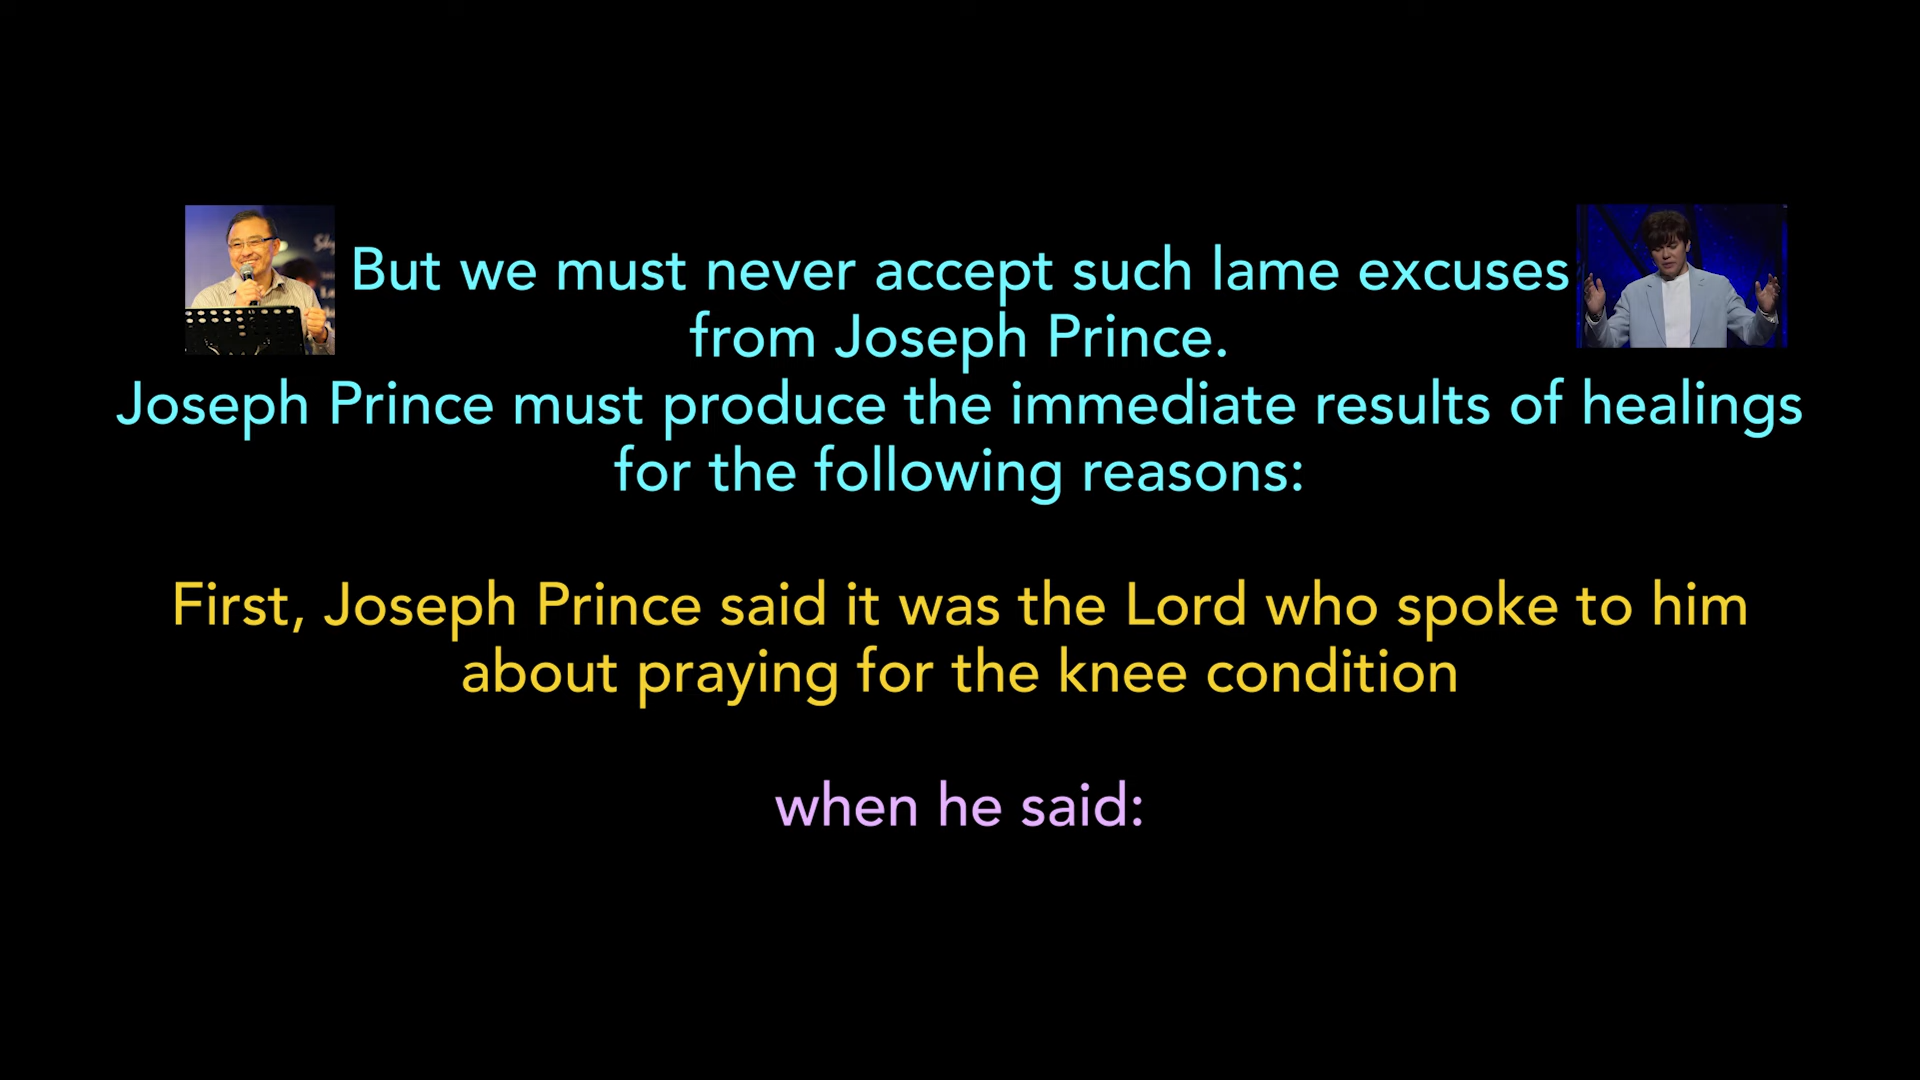 But we must never accept such lame excuses
from Joseph Prince.
Joseph Prince must produce the immediate results of healings
for the following reasons:
First, Joseph Prince said it was the Lord who spoke to him
about praying for the knee condition
when he said: